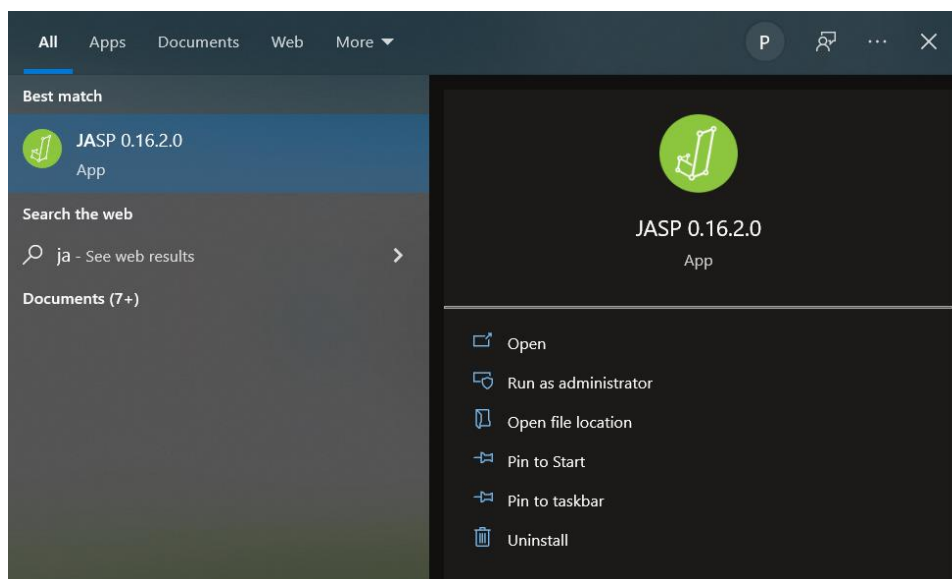 All Apps Documents Web More P
Best match
JASP 0.16.2.0
App
Search the web
ja - See web results
Documents (7+)
JASP 0.16.2.0
App
Open
Run as administrator
Open file location
Pin to Start
Pin to taskbar
Uninstall